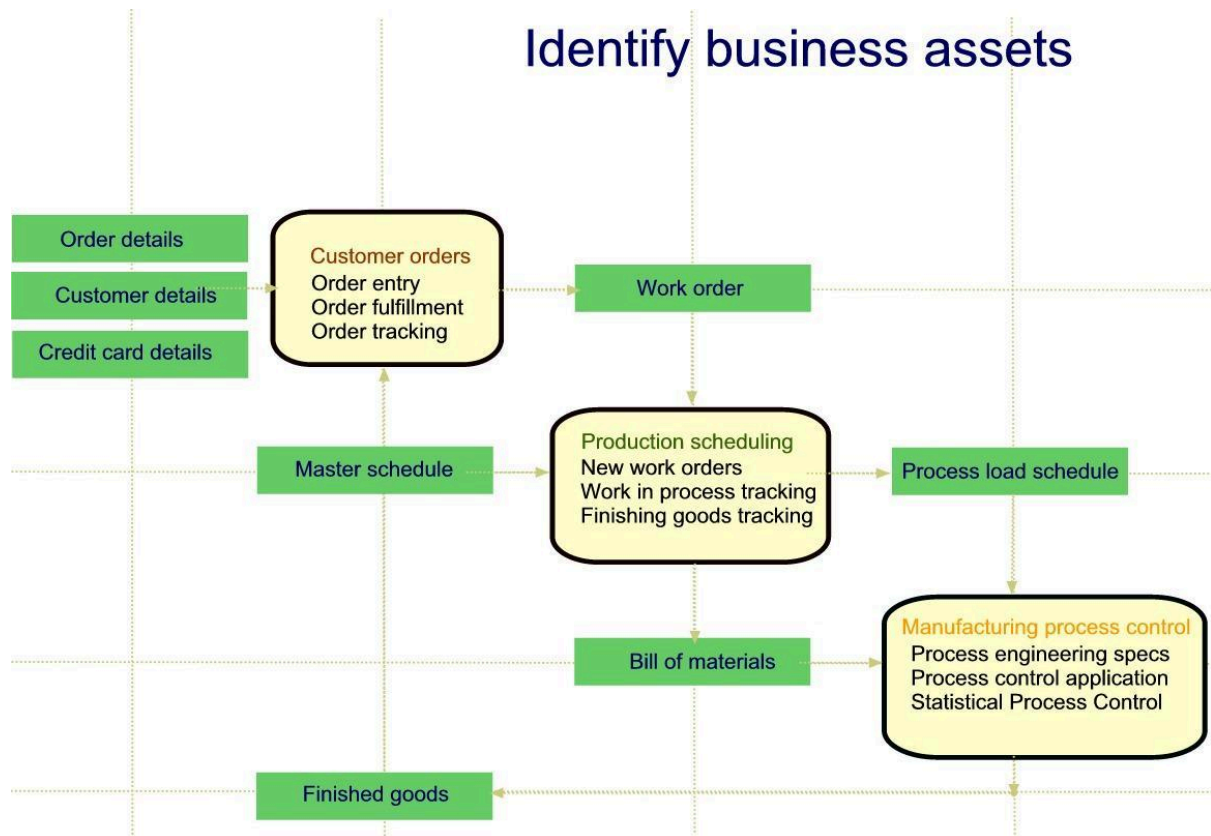 Identify business assets
Order details
Customer details
Credit card details
Customer orders
Order entry
Order fulfillment
Order tracking
Work order
Master schedule
Production scheduling
New work orders
Work in process tracking
Finishing goods tracking
Process load schedule
Bill of materials
Manufacturing process control
Process engineering specs
Process control application
Statistical Process Control
Finished goods